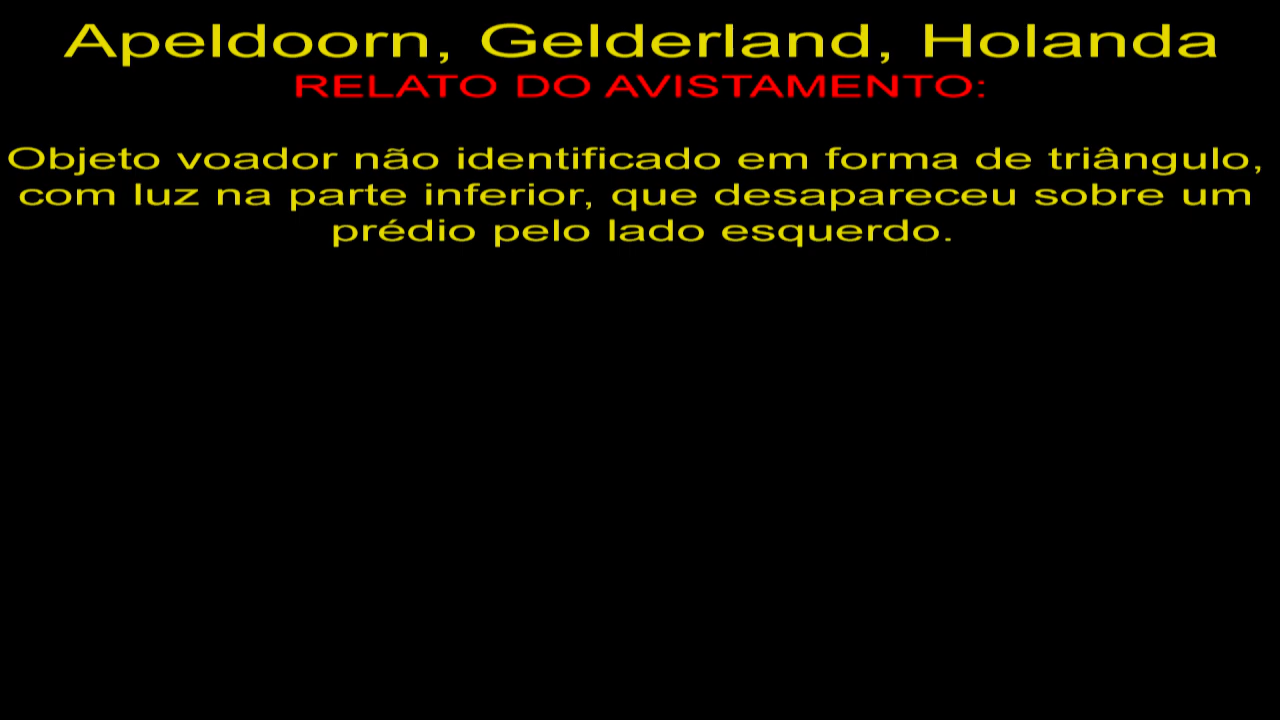 Apeldoorn, Gelderland, Holanda
RELATO DO AVISTAMENTO:
Objeto voador não identificado em forma de triângulo,
com luz na parte inferior, que desapareceu sobre um
prédio pelo lado esquerdo.